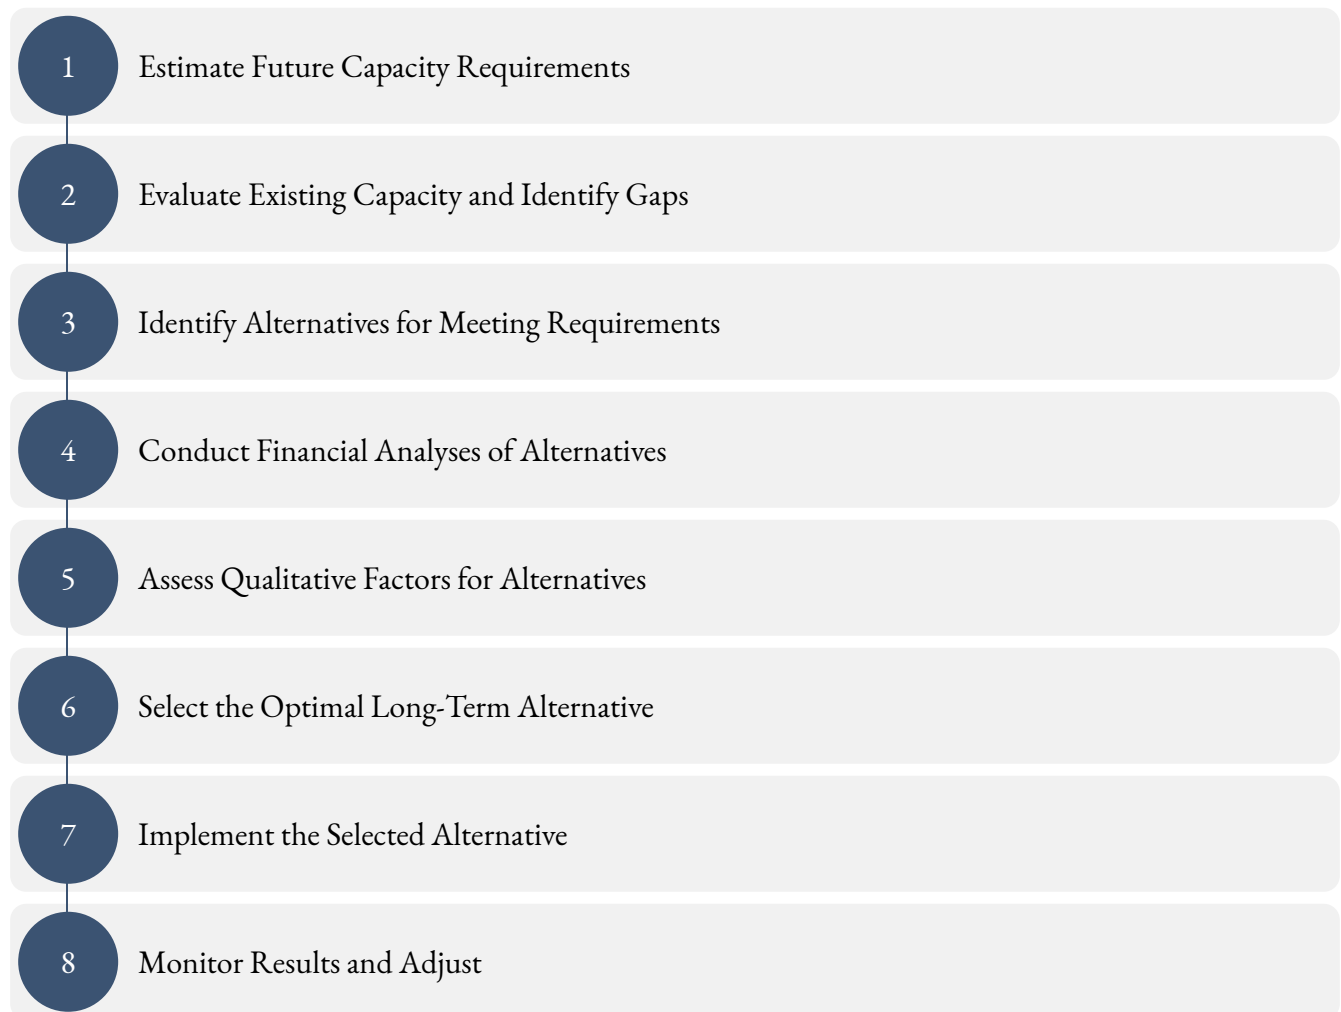 1 Estimate Future Capacity Requirements
2 Evaluate Existing Capacity and Identify Gaps
3 Identify Alternatives for Meeting Requirements
4 Conduct Financial Analyses of Alternatives
5 Assess Qualitative Factors for Alternatives
6 Select the Optimal Long-Term Alternative
7 Implement the Selected Alternative
8 Monitor Results and Adjust